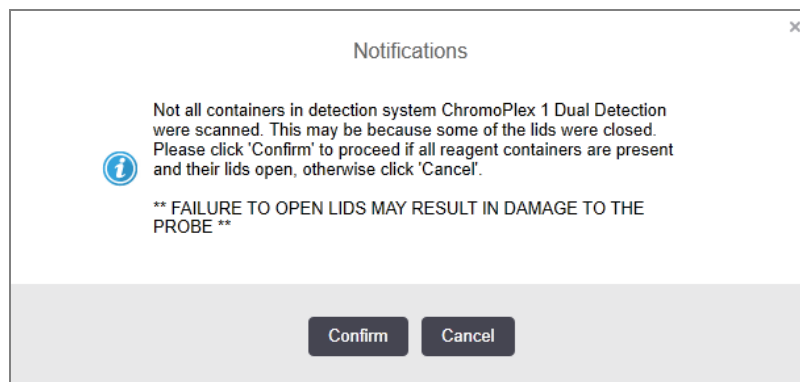 ×
Notifications
Not all containers in detection system ChromoPlex 1 Dual Detection
were scanned. This may be because some of the lids were closed.
Please click 'Confirm' to proceed if all reagent containers are present
and their lids open, otherwise click 'Cancel'.
** FAILURE TO OPEN LIDS MAY RESULT IN DAMAGE TO THE
PROBE **
Confirm Cancel